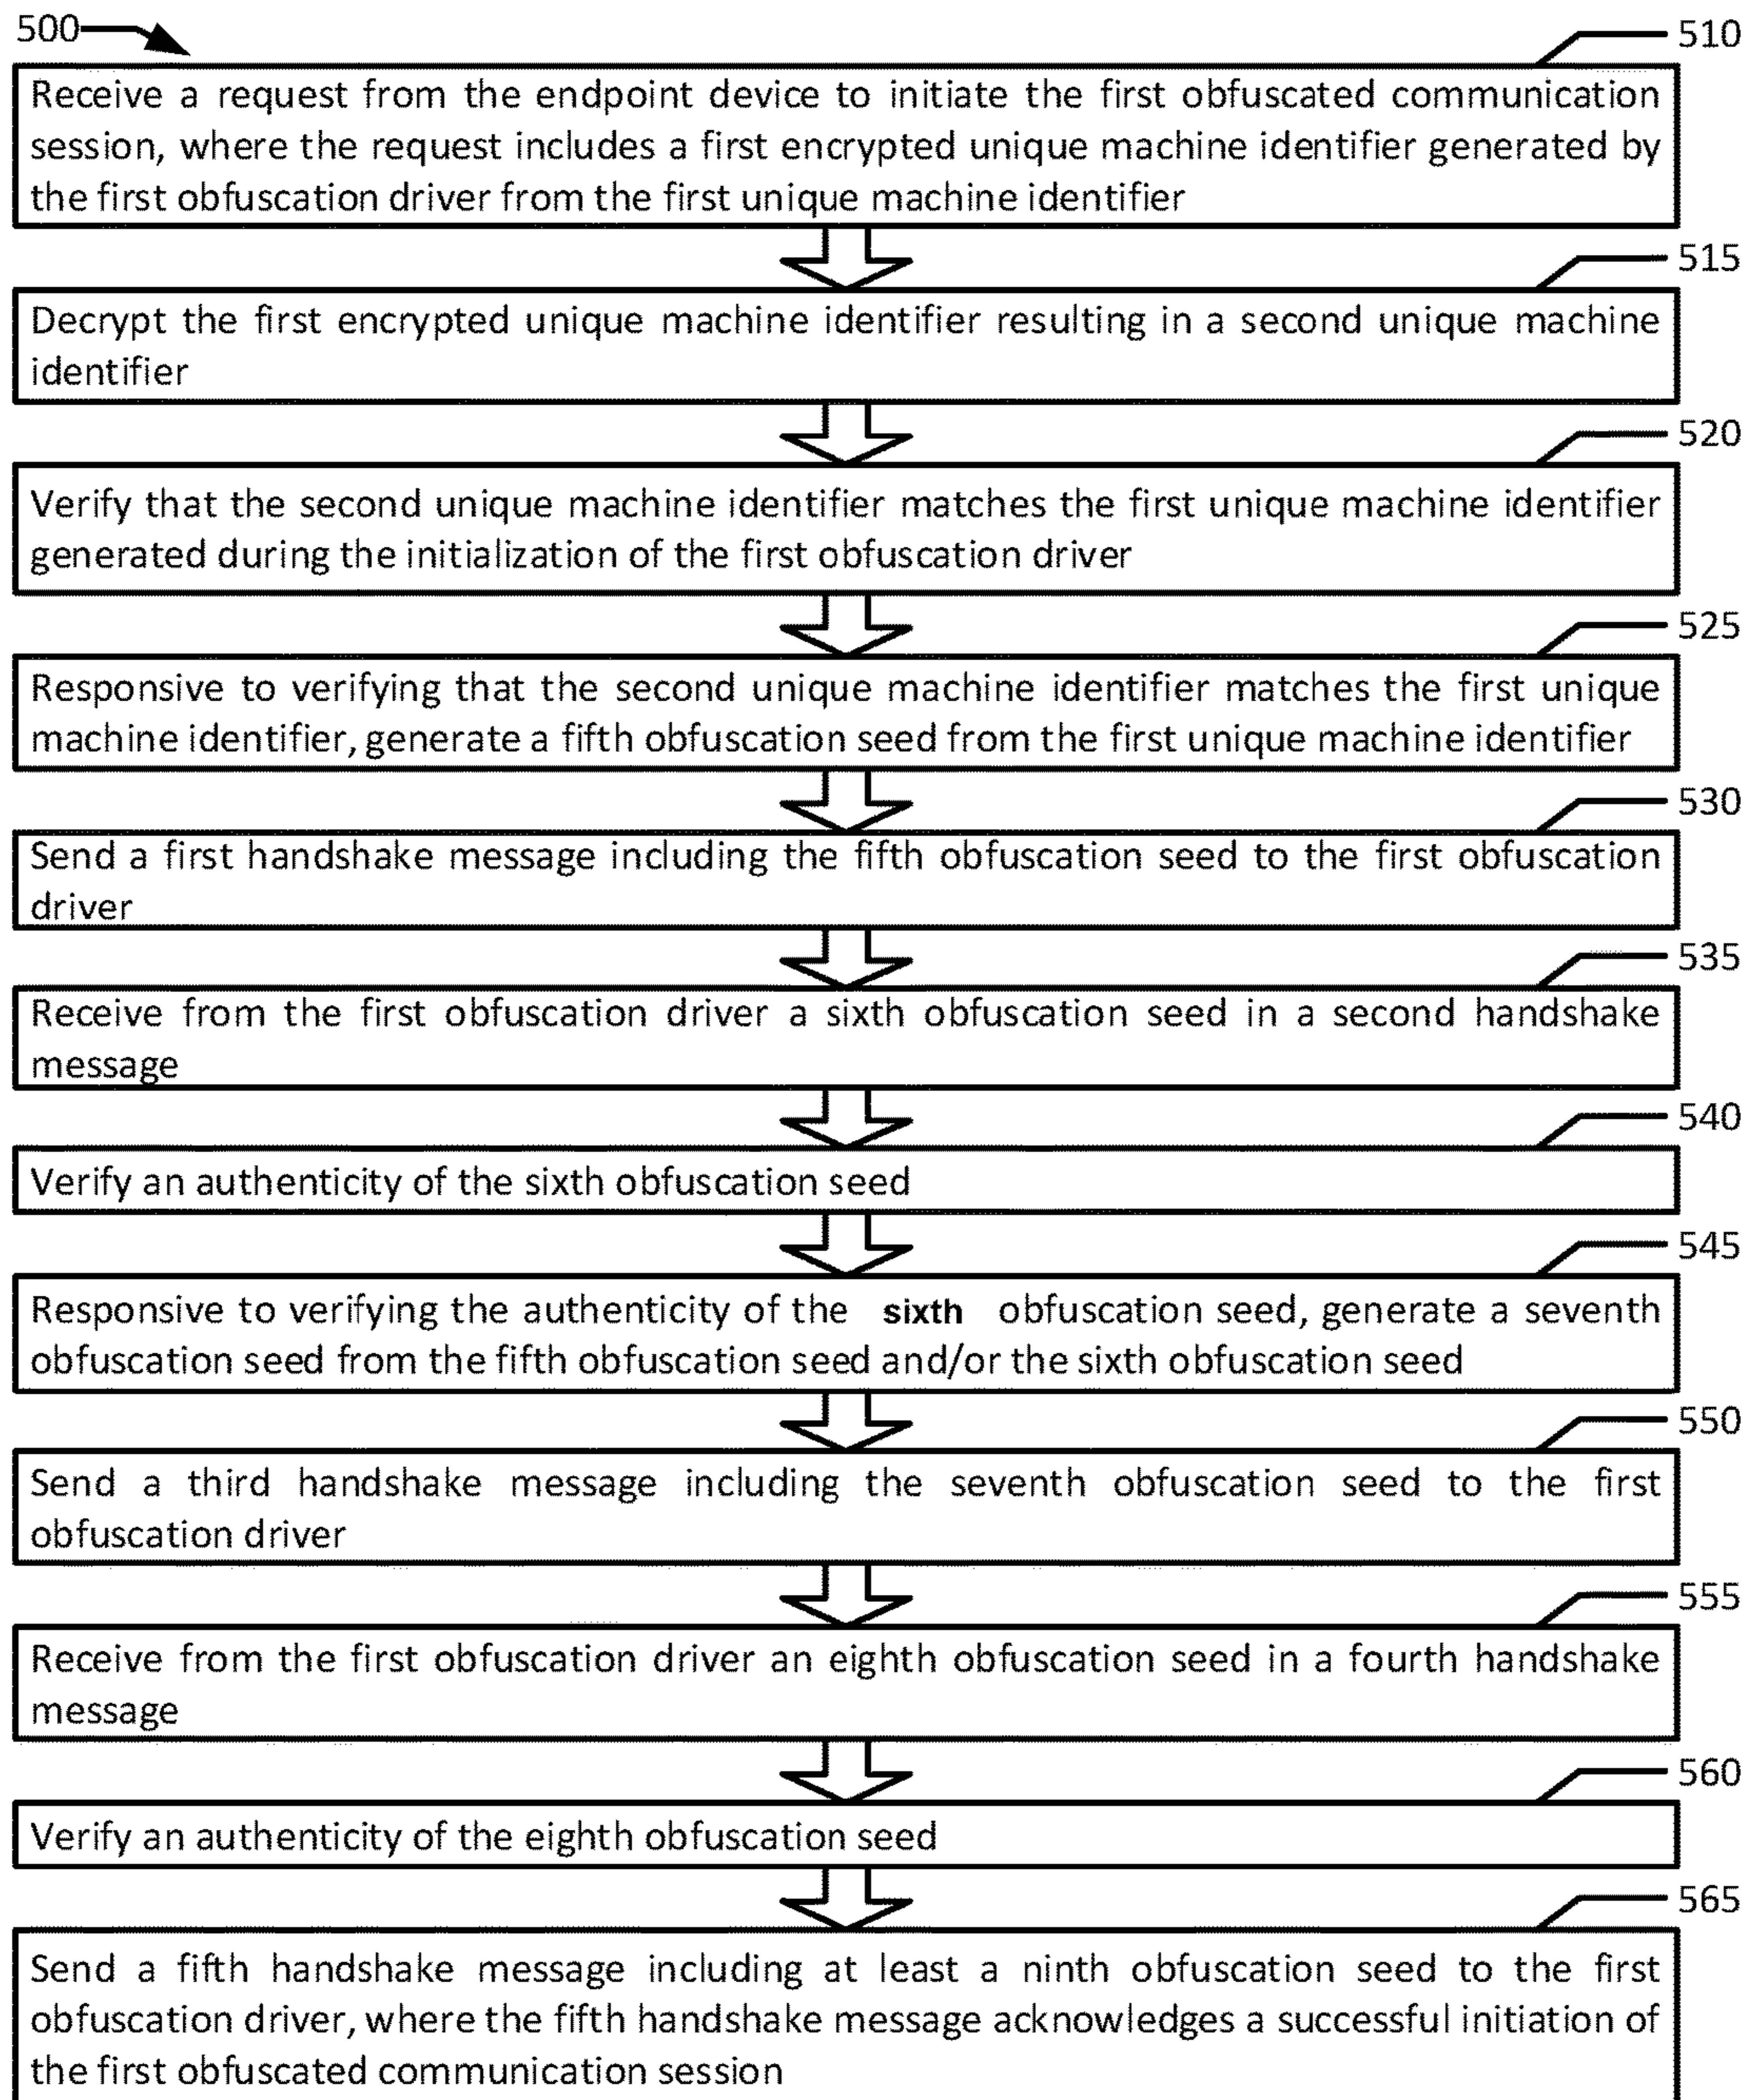 500
510
Receive a request from the endpoint device to initiate the first obfuscated communication
session, where the request includes a first encrypted unique machine identifier generated by
the first obfuscation driver from the first unique machine identifier
515
Decrypt the first encrypted unique machine identifier resulting in a second unique machine
identifier
520
Verify that the second unique machine identifier matches the first unique machine identifier
generated during the initialization of the first obfuscation driver
525
Responsive to verifying that the second unique machine identifier matches the first unique
machine identifier, generate a fifth obfuscation seed from the first unique machine identifier
530
Send a first handshake message including the fifth obfuscation seed to the first obfuscation
driver
535
Receive from the first obfuscation driver a sixth obfuscation seed in a second handshake
message
540
Verify an authenticity of the sixth obfuscation seed
545
Responsive to verifying the authenticity of the sixth obfuscation seed, generate a seventh
obfuscation seed from the fifth obfuscation seed and/or the sixth obfuscation seed
550
Send a third handshake message including the seventh obfuscation seed to the first
obfuscation driver
555
Receive from the first obfuscation driver an eighth obfuscation seed in a fourth handshake
message
560
Verify an authenticity of the eighth obfuscation seed
565
Send a fifth handshake message including at least a ninth obfuscation seed to the first
obfuscation driver, where the fifth handshake message acknowledges a successful initiation of
the first obfuscated communication session